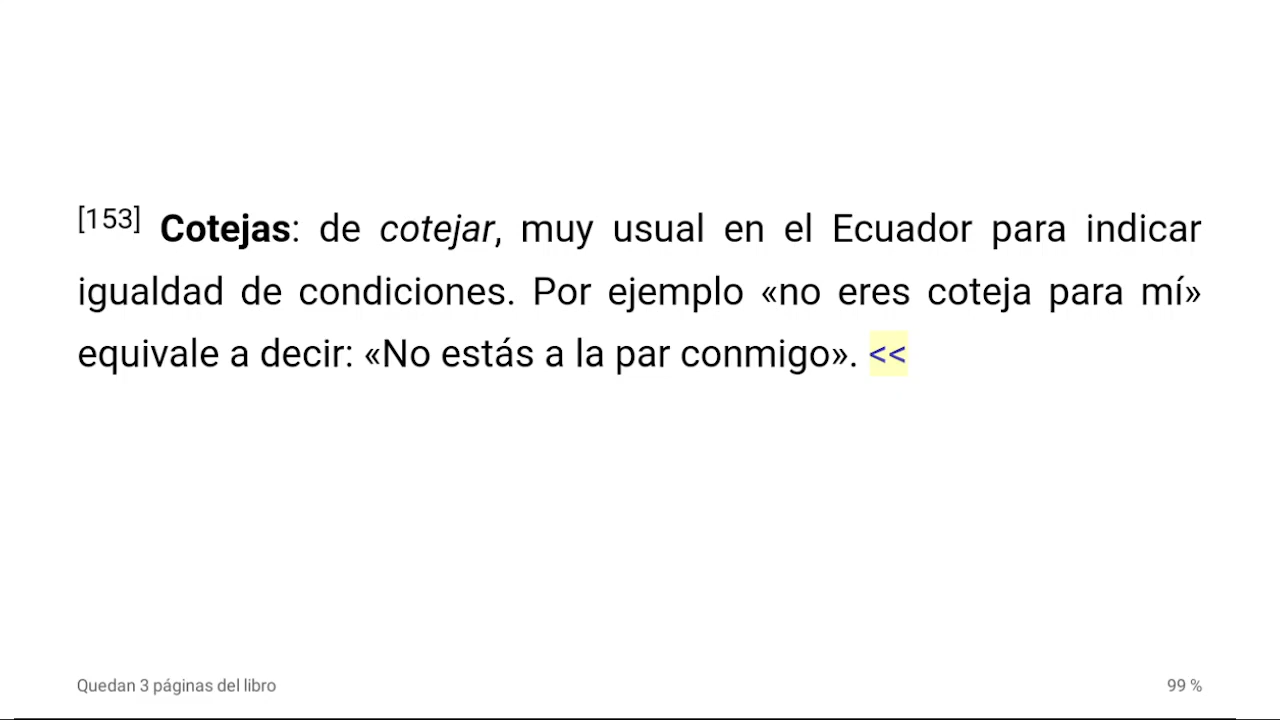 [153] Cotejas: de cotejar, muy usual en el Ecuador para indicar
igualdad de condiciones. Por ejemplo «no eres coteja para mí»
equivale a decir: «No estás a la par conmigo». <<
Quedan 3 páginas del libro
99 %